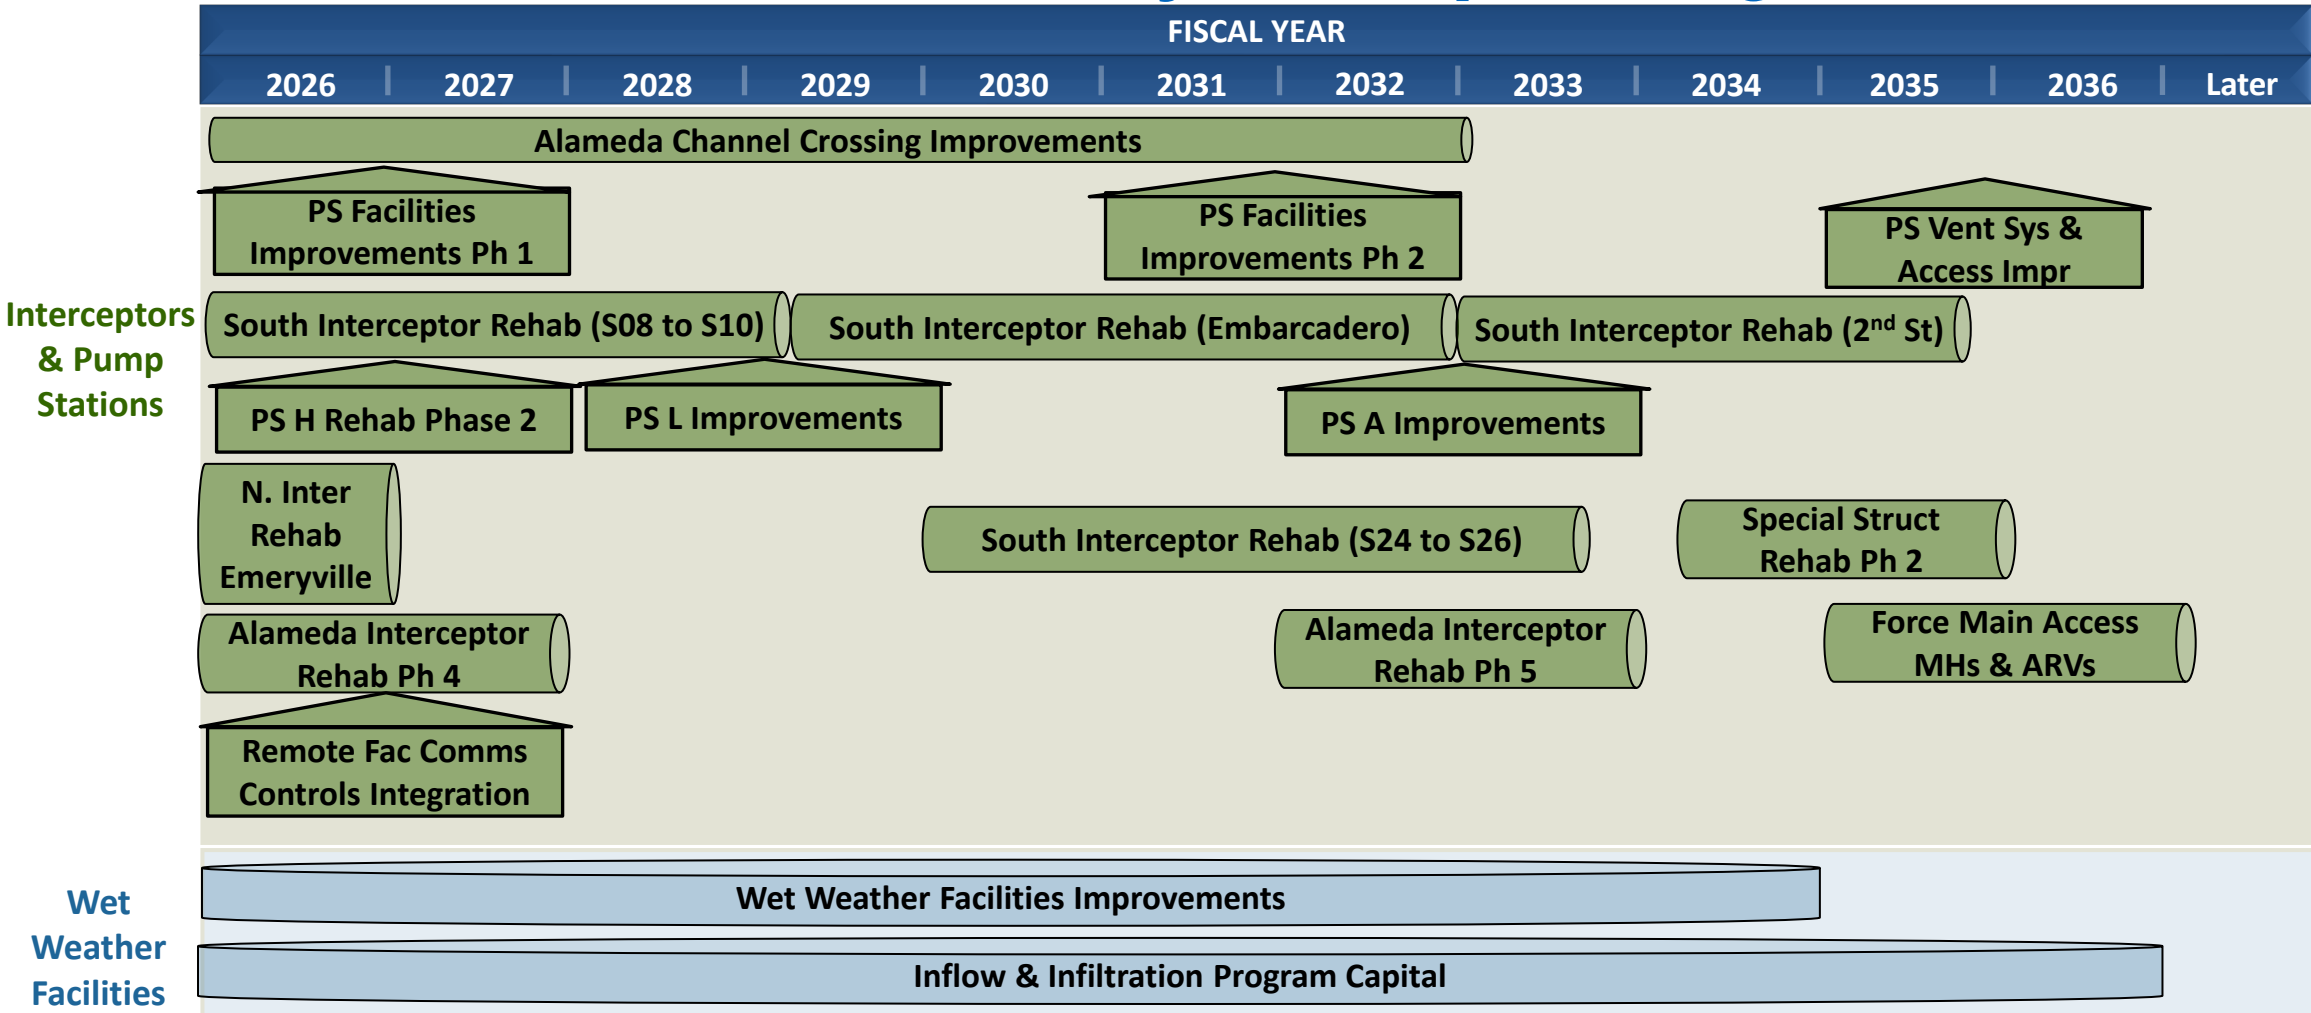 FISCAL YEAR
2026 2027 2028 2029 2030 2031 2032 2033 2034 2035 2036 Later
Alameda Channel Crossing Improvements
PS Facilities
Improvements Ph 1
PS Facilities
Improvements Ph 2
PS Vent Sys &
Access Impr
Interceptors
& Pump
Stations
South Interceptor Rehab (S08 to S10)
South Interceptor Rehab (Embarcadero)
South Interceptor Rehab (2nd St)
PS H Rehab Phase 2
PS L Improvements
PS A Improvements
N. Inter
Rehab
Emeryville
South Interceptor Rehab (S24 to S26)
Special Struct
Rehab Ph 2
Alameda Interceptor
Rehab Ph 4
Alameda Interceptor
Rehab Ph 5
Force Main Access
MHs & ARVs
Remote Fac Comms
Controls Integration
Wet
Weather
Facilities
Wet Weather Facilities Improvements
Inflow & Infiltration Program Capital